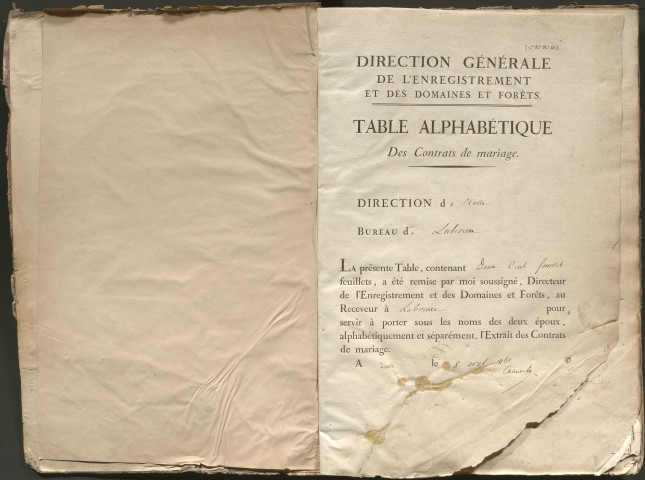 DIRECTION GÉNÉRALE
DE L'ENREGISTREMENT
ET DES DOMAINES ET FORÊTS.
TABLE ALPHABÉTIQUE
Des Contrats de mariage.
DIRECTION d
BUREAU d
LA présente Table, contenant Deux Cent
feuillets, a été remise par moi soussigné, Directeur
de l'Enregistrement et des Domaines et Forêts, au
Receveur à pour
servir à porter sous les noms des deux époux,
alphabétiquement et séparément, l'Extrait des Contrats
de mariage.
A le